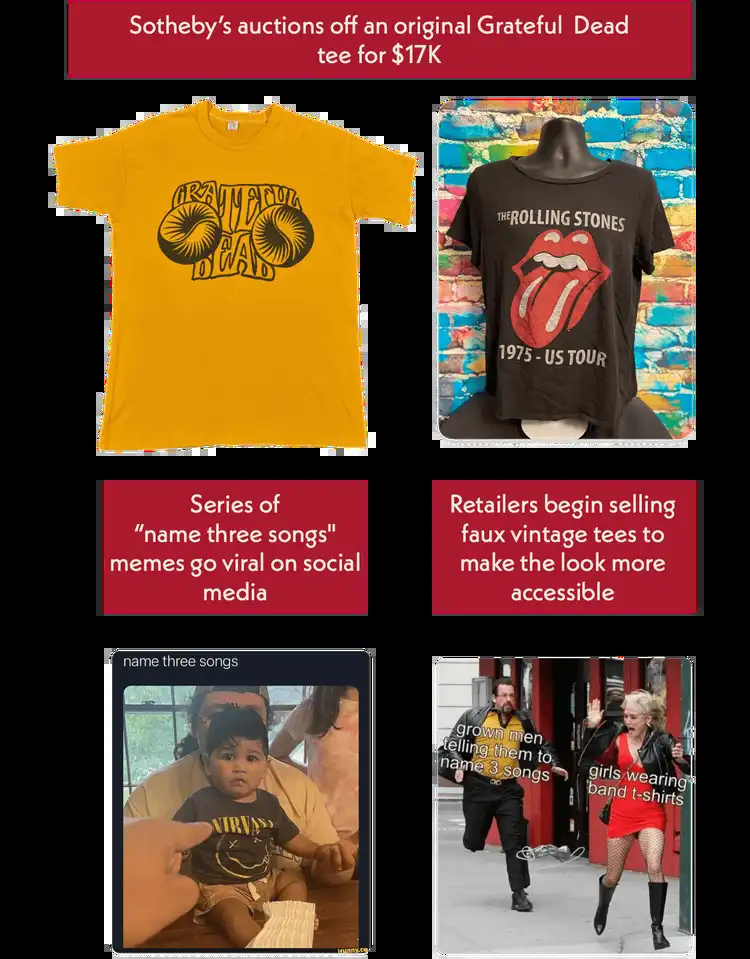 Sotheby's auctions off an original Grateful Dead
tee for $17K
GRATEFUL
DEAD
THE ROLLING STONES
1975 - US TOUR
Series of
“name three songs"
memes go viral on social
media
Retailers begin selling
faux vintage tees to
make the look more
accessible
name three songs
NIRVANA
ifunny.co
grown men
telling them to
name 3 songs
girls wearing
band t-shirts